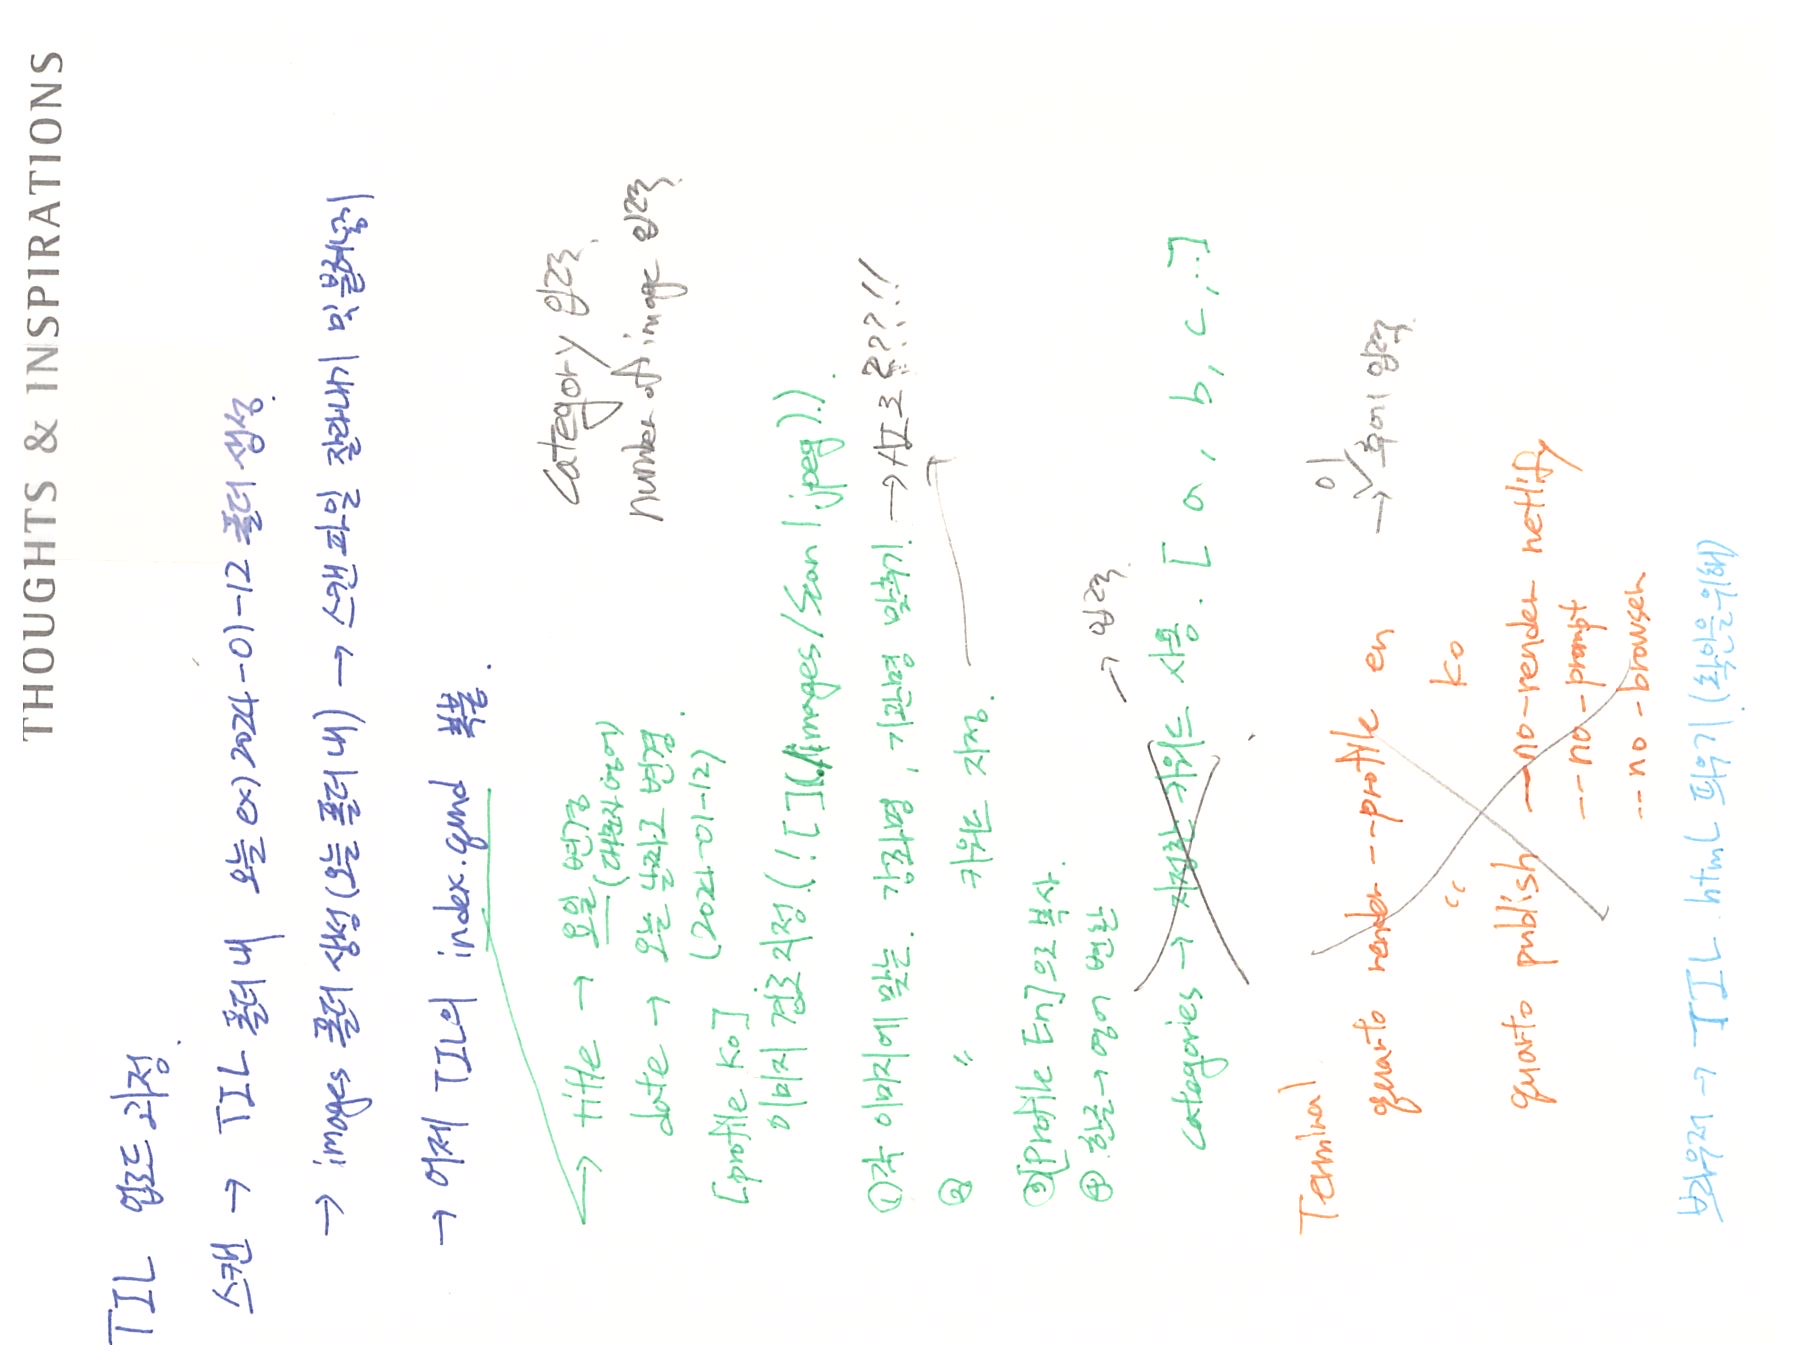 THOUGHTS & INSPIRATIONS
TIL 업로드 과정.
스캔 → TIL 폴더 내 오늘 ex) 2024-01-12 폴더 생성.
→ images 폴더 생성 (오늘 폴더 내) → 스캔파일 잘라내기 및 붙혀넣기
→ 어제 TIL의 index.qmd 복붙.
→ title → 요일 변경
(대문자 영어)
date → 오늘 날짜로 변경.
(2024-01-12)
Category 입력.
number of image 입력.
[profile Ko].
이미지 경로 지정.(![](./images/Scan 1.jpeg)).
① 각 이미지에 맞는. 강좌명, 기관명 맞추기. → AI로???!!
② " 키워드 지정.
③ [Profile En]으로 복사.
④ 한글→영어 변환
→ 입력.
categories → 지정한 키워드 사용. [a, b, c, ..]
Terminal
quarto render --profile en → 이후에 입력.
" ko
quarto publish --no-render netlify
--no-prompt
--no-browser
브라우저 → TIL html 띄우기. (확인을 위해)